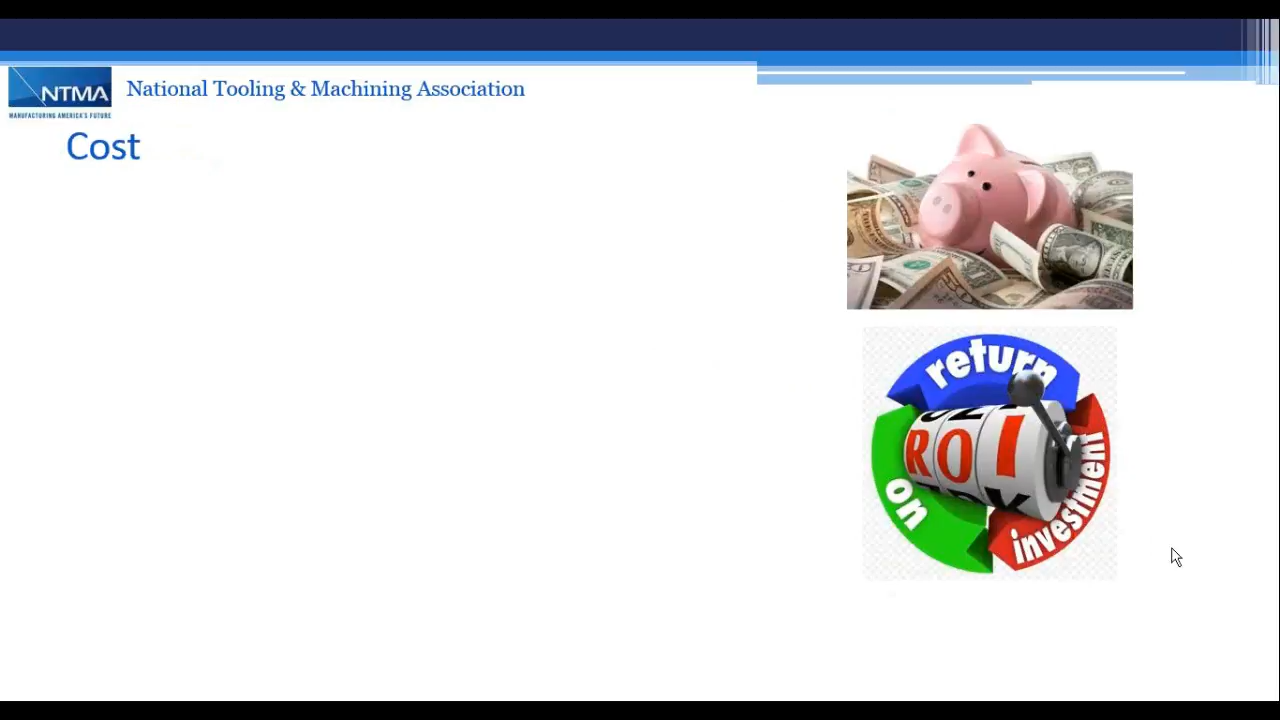 NTMA
MANUFACTURING AMERICA'S FUTURE
National Tooling & Machining Association
Cost
return
ROI
on
investment